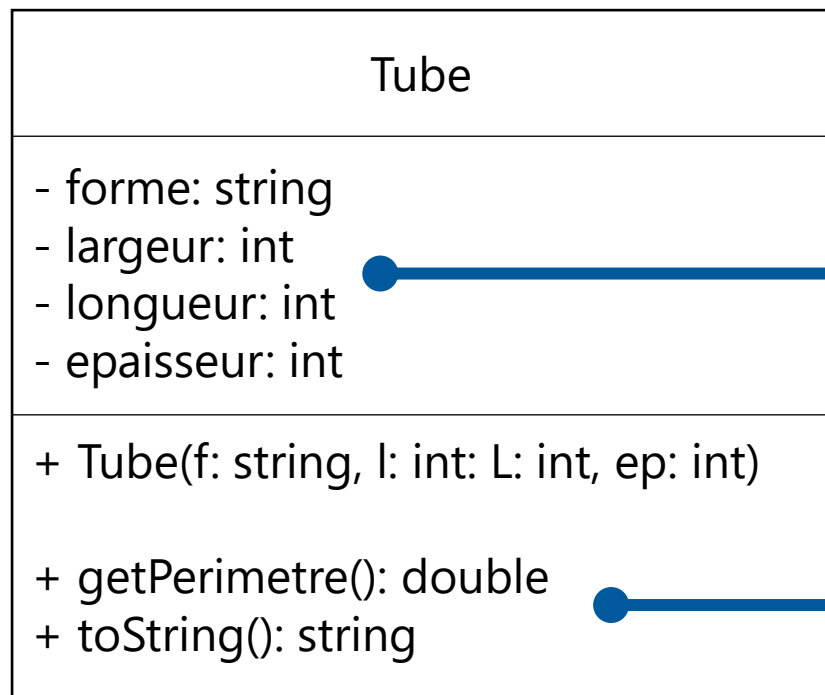 Tube
- forme: string
- largeur: int
- longueur: int
- epaisseur: int
+ Tube(f: string, l: int: L: int, ep: int)
+ getPerimetre(): double
+ toString(): string